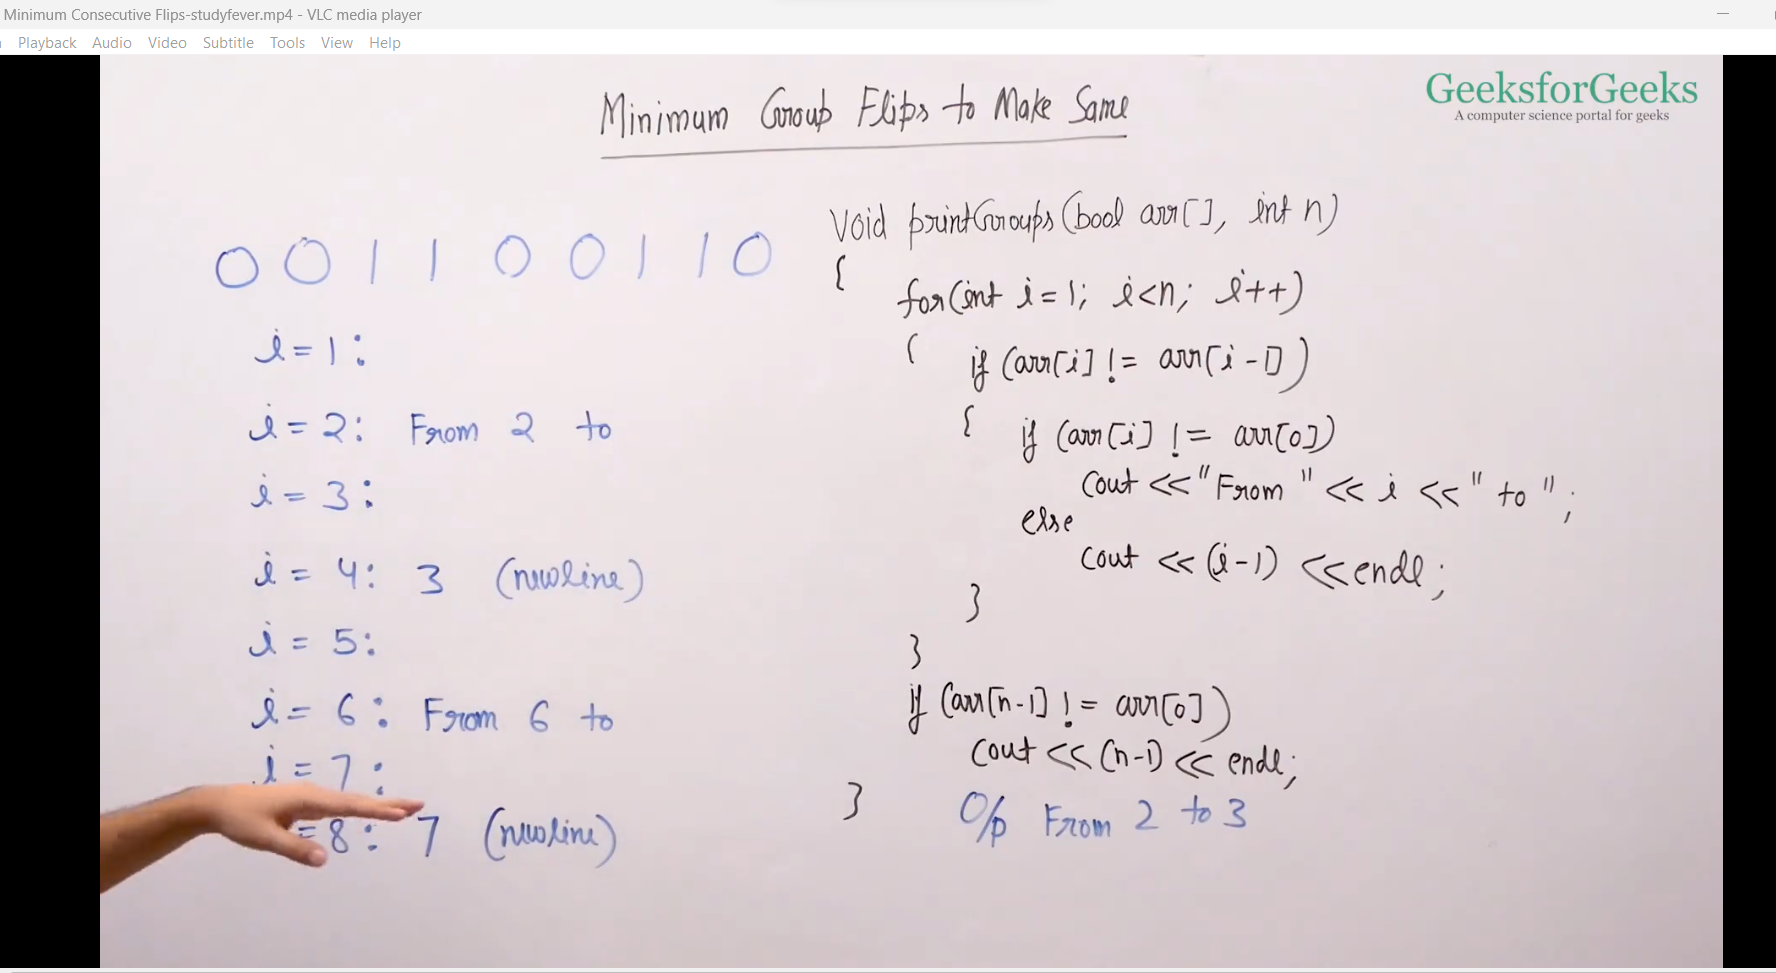 Minimum Consecutive Flips-studyfever.mp4 - VLC media player
Playback Audio Video Subtitle Tools View Help
GeeksforGeeks
A computer science portal for geeks
Minimum Group Flips to Make Same
0 0 1 1 0 0 1 1 0
i = 1:
i = 2: From 2 to
i = 3:
i = 4: 3 (newline)
i = 5:
i = 6: From 6 to
i = 7:
= 8: 7 (newline)
void printGroups(bool arr[], int n)
{
for(int i=1; i<n; i++)
{ if (arr[i] != arr[i-1])
{ if (arr[i] != arr[0])
cout <<"From "<< i <<" to ";
else
cout << (i-1) <<endl;
}
}
if (arr[n-1] != arr[0])
cout << (n-1) << endl;
}
O/p From 2 to 3